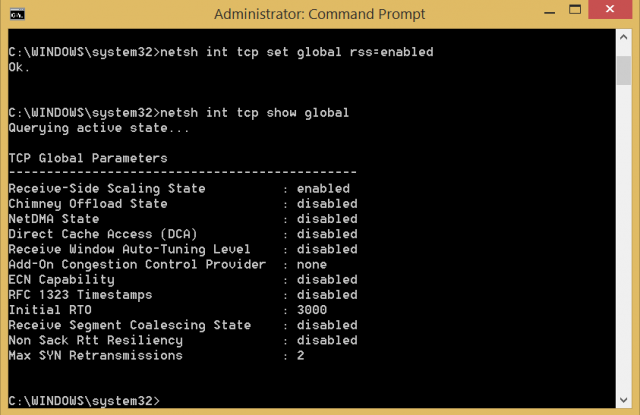 Administrator: Command Prompt
C:\WINDOWS\system32>netsh int tcp set global rss=enabled
Ok.
C:\WINDOWS\system32>netsh int tcp show global
Querying active state...
TCP Global Parameters
----------------------------------------------
Receive-Side Scaling State : enabled
Chimney Offload State : disabled
NetDMA State : disabled
Direct Cache Access (DCA) : disabled
Receive Window Auto-Tuning Level : disabled
Add-On Congestion Control Provider : none
ECN Capability : disabled
RFC 1323 Timestamps : disabled
Initial RTO : 3000
Receive Segment Coalescing State : disabled
Non Sack Rtt Resiliency : disabled
Max SYN Retransmissions : 2
C:\WINDOWS\system32>